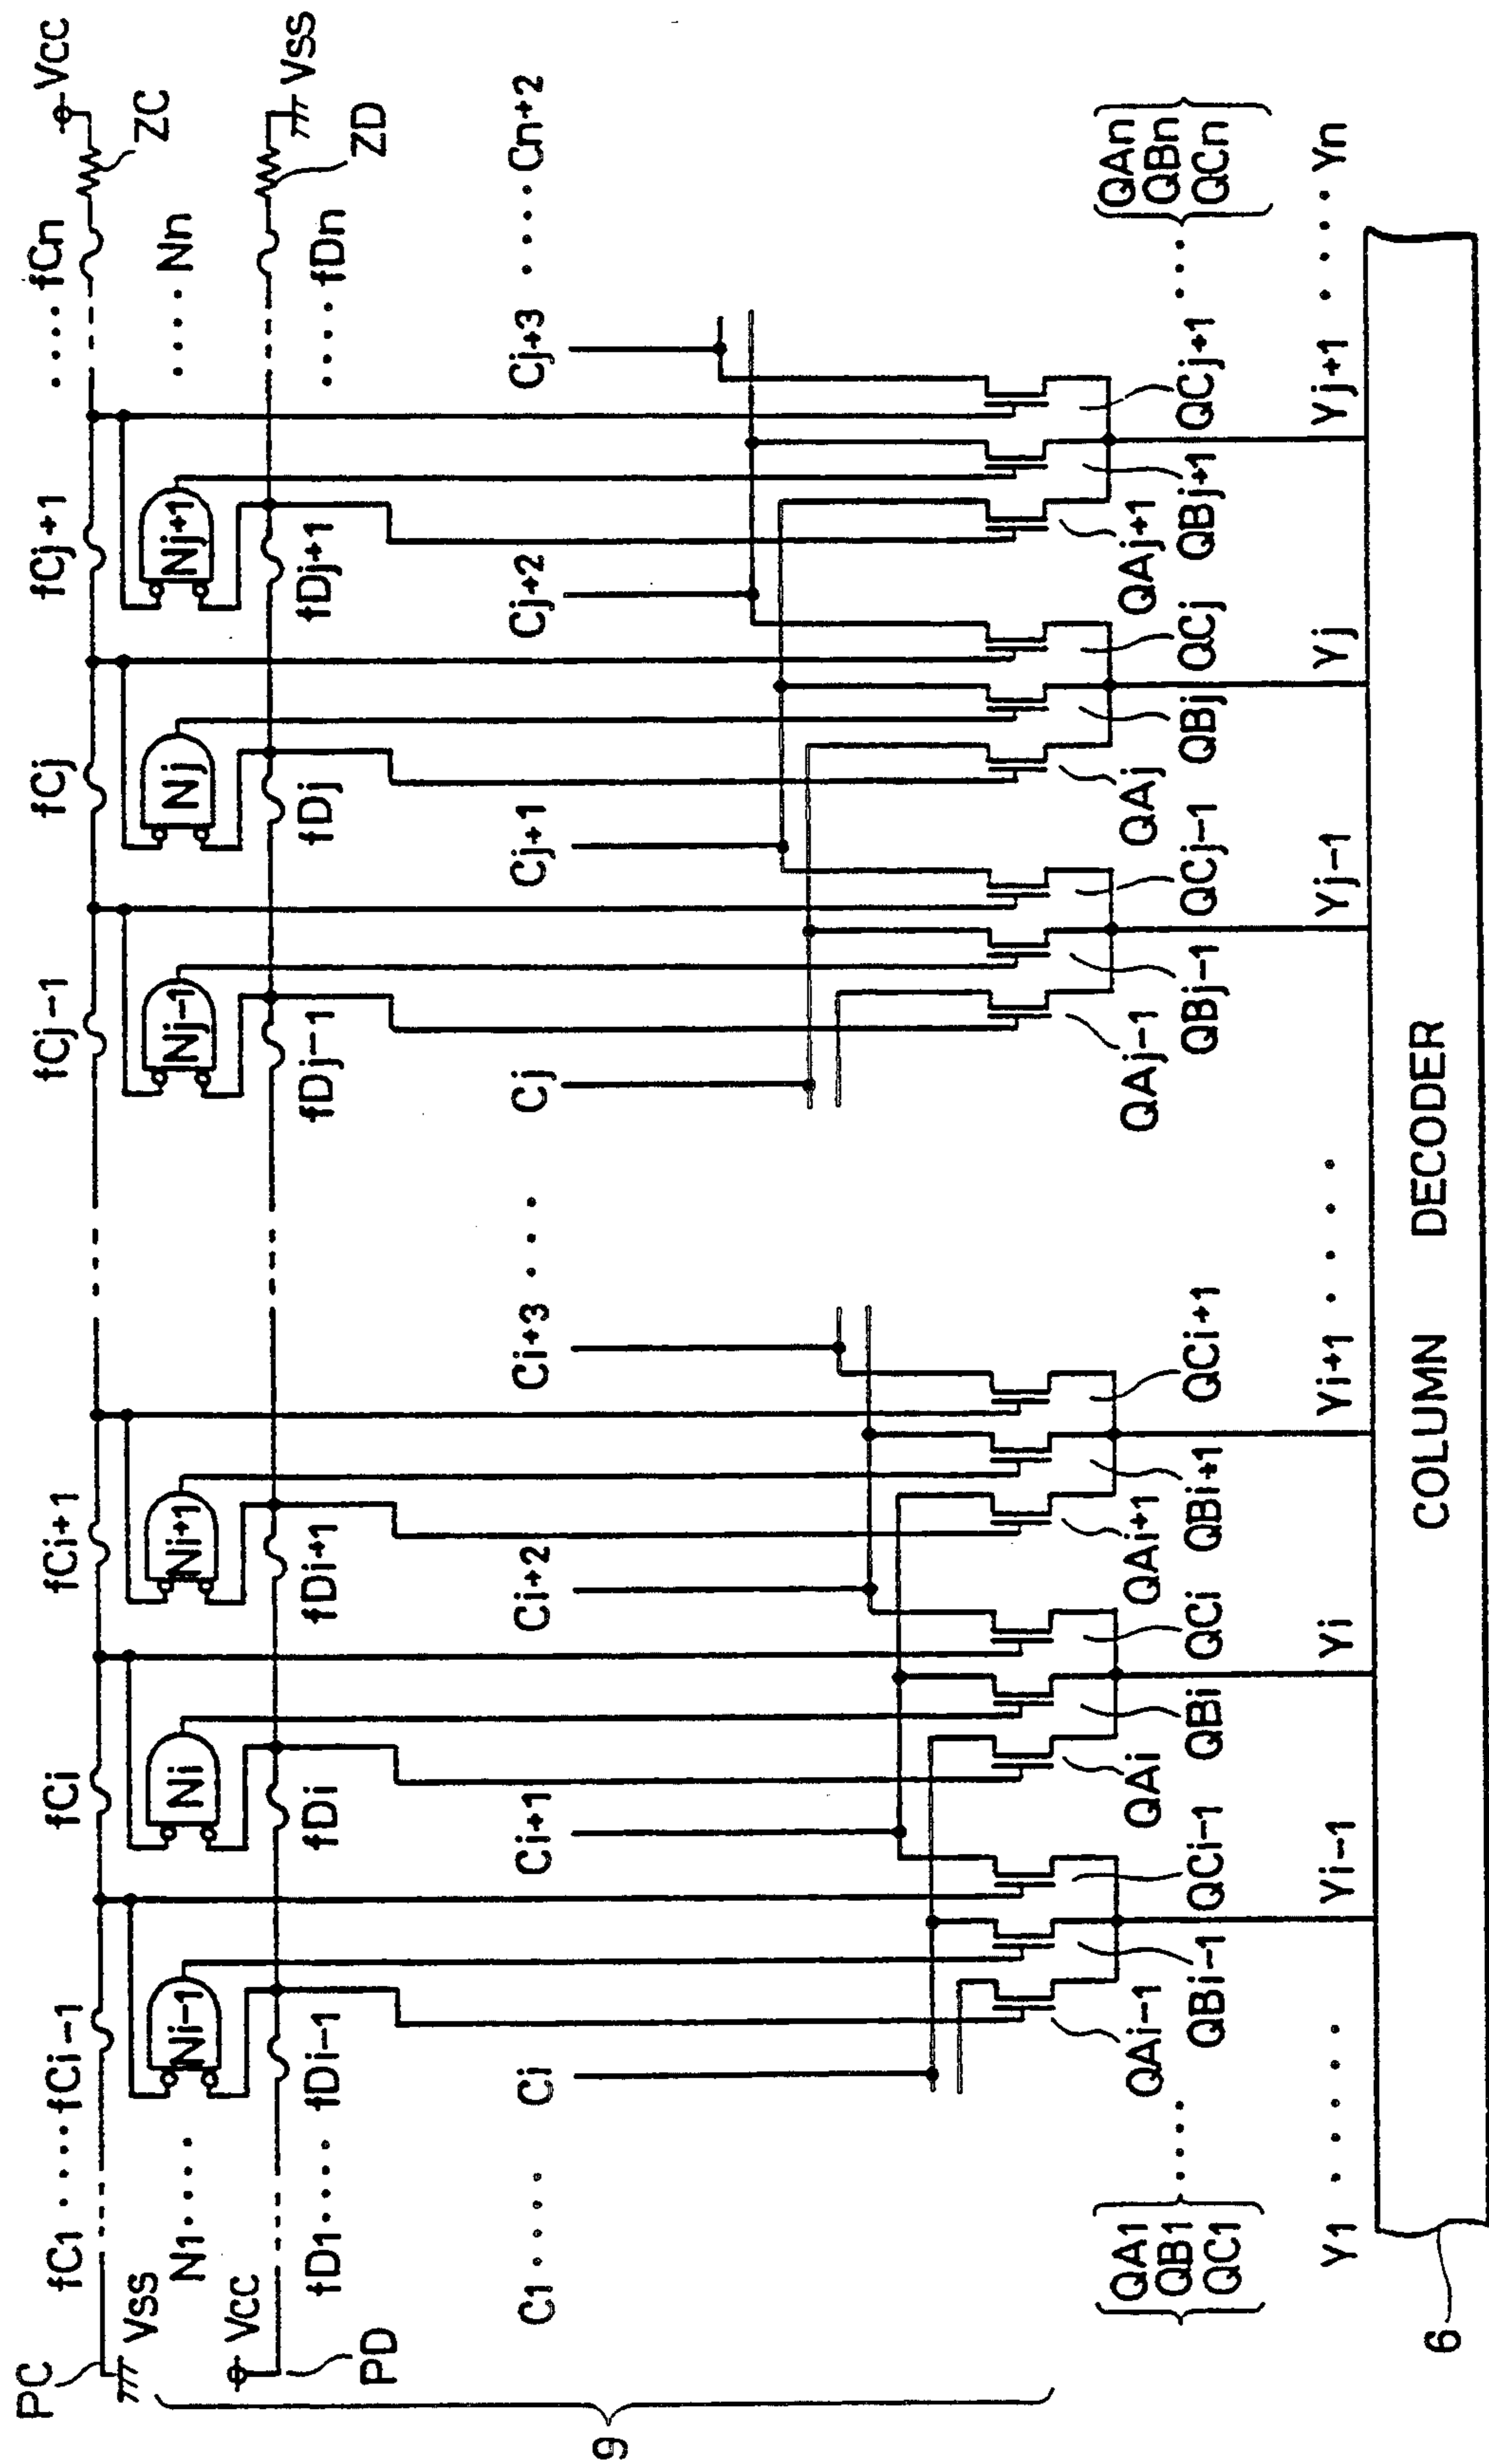 PC
fC1 ‥‥ fCi-1 fCi fCi+1 fCj-1 fCj fCj+1 ‥‥ fCn
VCC
VSS
ZC
N1 ‥‥ Ni-1 Ni Ni+1 Nj-1 Nj Nj+1 ‥‥ Nn
VCC
VSS
PD
fD1 ‥‥ fDi-1 fDi fDi+1 fDj-1 fDj fDj+1 ‥‥ fDn
ZD
C1 ‥‥ Ci Ci+1 Ci+2 Ci+3 ‥‥ Cj Cj+1 Cj+2 Cj+3 ‥‥ Cn+2
9
QA1 ‥‥ QAi-1 QAi QAi+1 QAj-1 QAj QAj+1 ‥‥ QAn
QB1 QBi-1 QBi QBi+1 QBj-1 QBj QBj+1 QBn
QC1 QCi-1 QCi QCi+1 QCj-1 QCj QCj+1 QCn
Y1 ‥‥ Yi-1 Yi Yi+1 ‥‥ Yj-1 Yj Yj+1 ‥‥ Yn
COLUMN DECODER
6